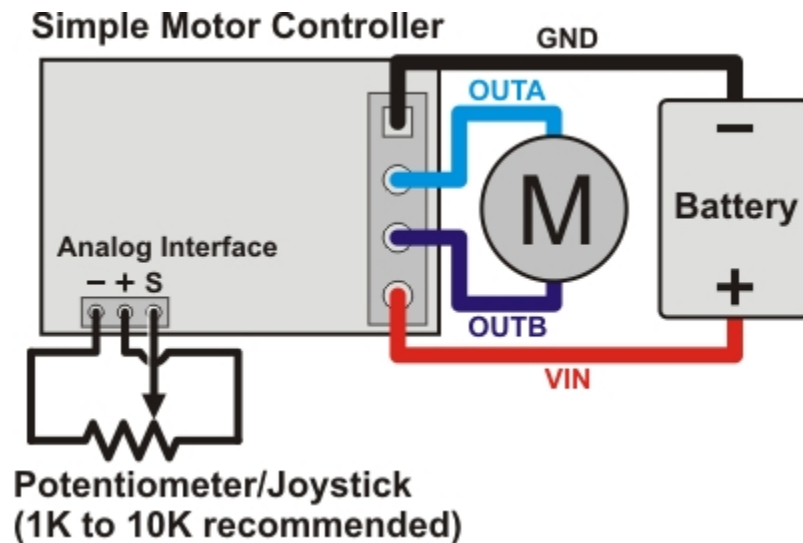 Simple Motor Controller
GND
OUTA
−
M
Battery
Analog Interface
− + S
+
OUTB
VIN
Potentiometer/Joystick
(1K to 10K recommended)